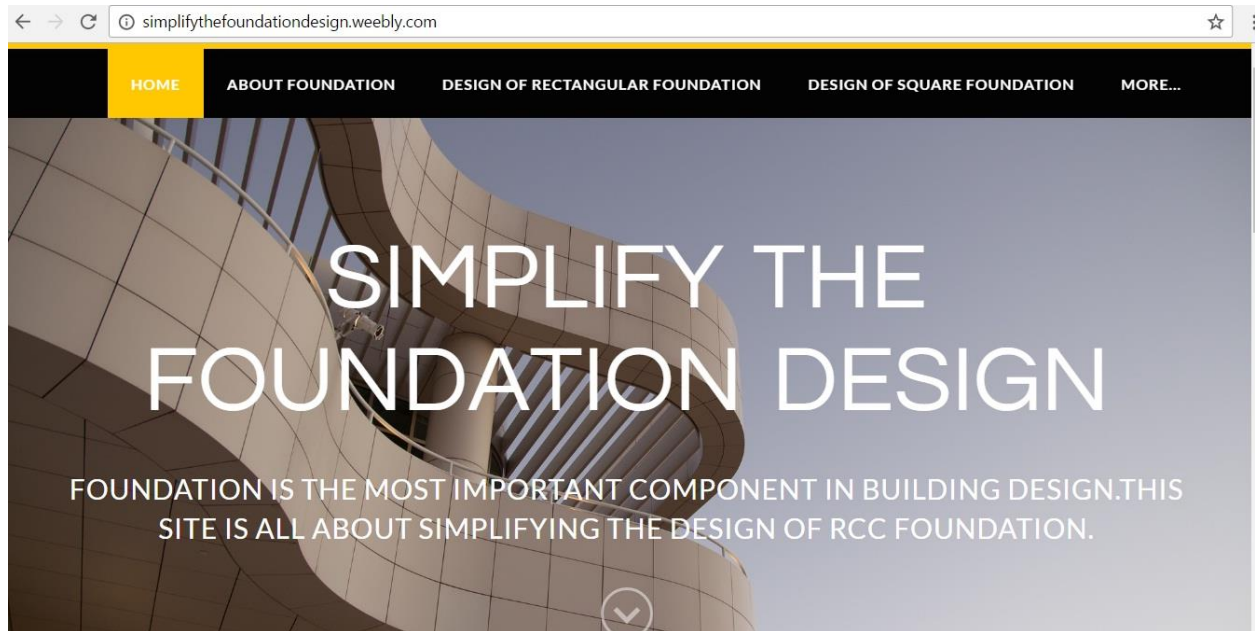 simplifythefoundationdesign.weebly.com
HOME ABOUT FOUNDATION DESIGN OF RECTANGULAR FOUNDATION DESIGN OF SQUARE FOUNDATION MORE...
SIMPLIFY THE
FOUNDATION DESIGN
FOUNDATION IS THE MOST IMPORTANT COMPONENT IN BUILDING DESIGN.THIS
SITE IS ALL ABOUT SIMPLIFYING THE DESIGN OF RCC FOUNDATION.